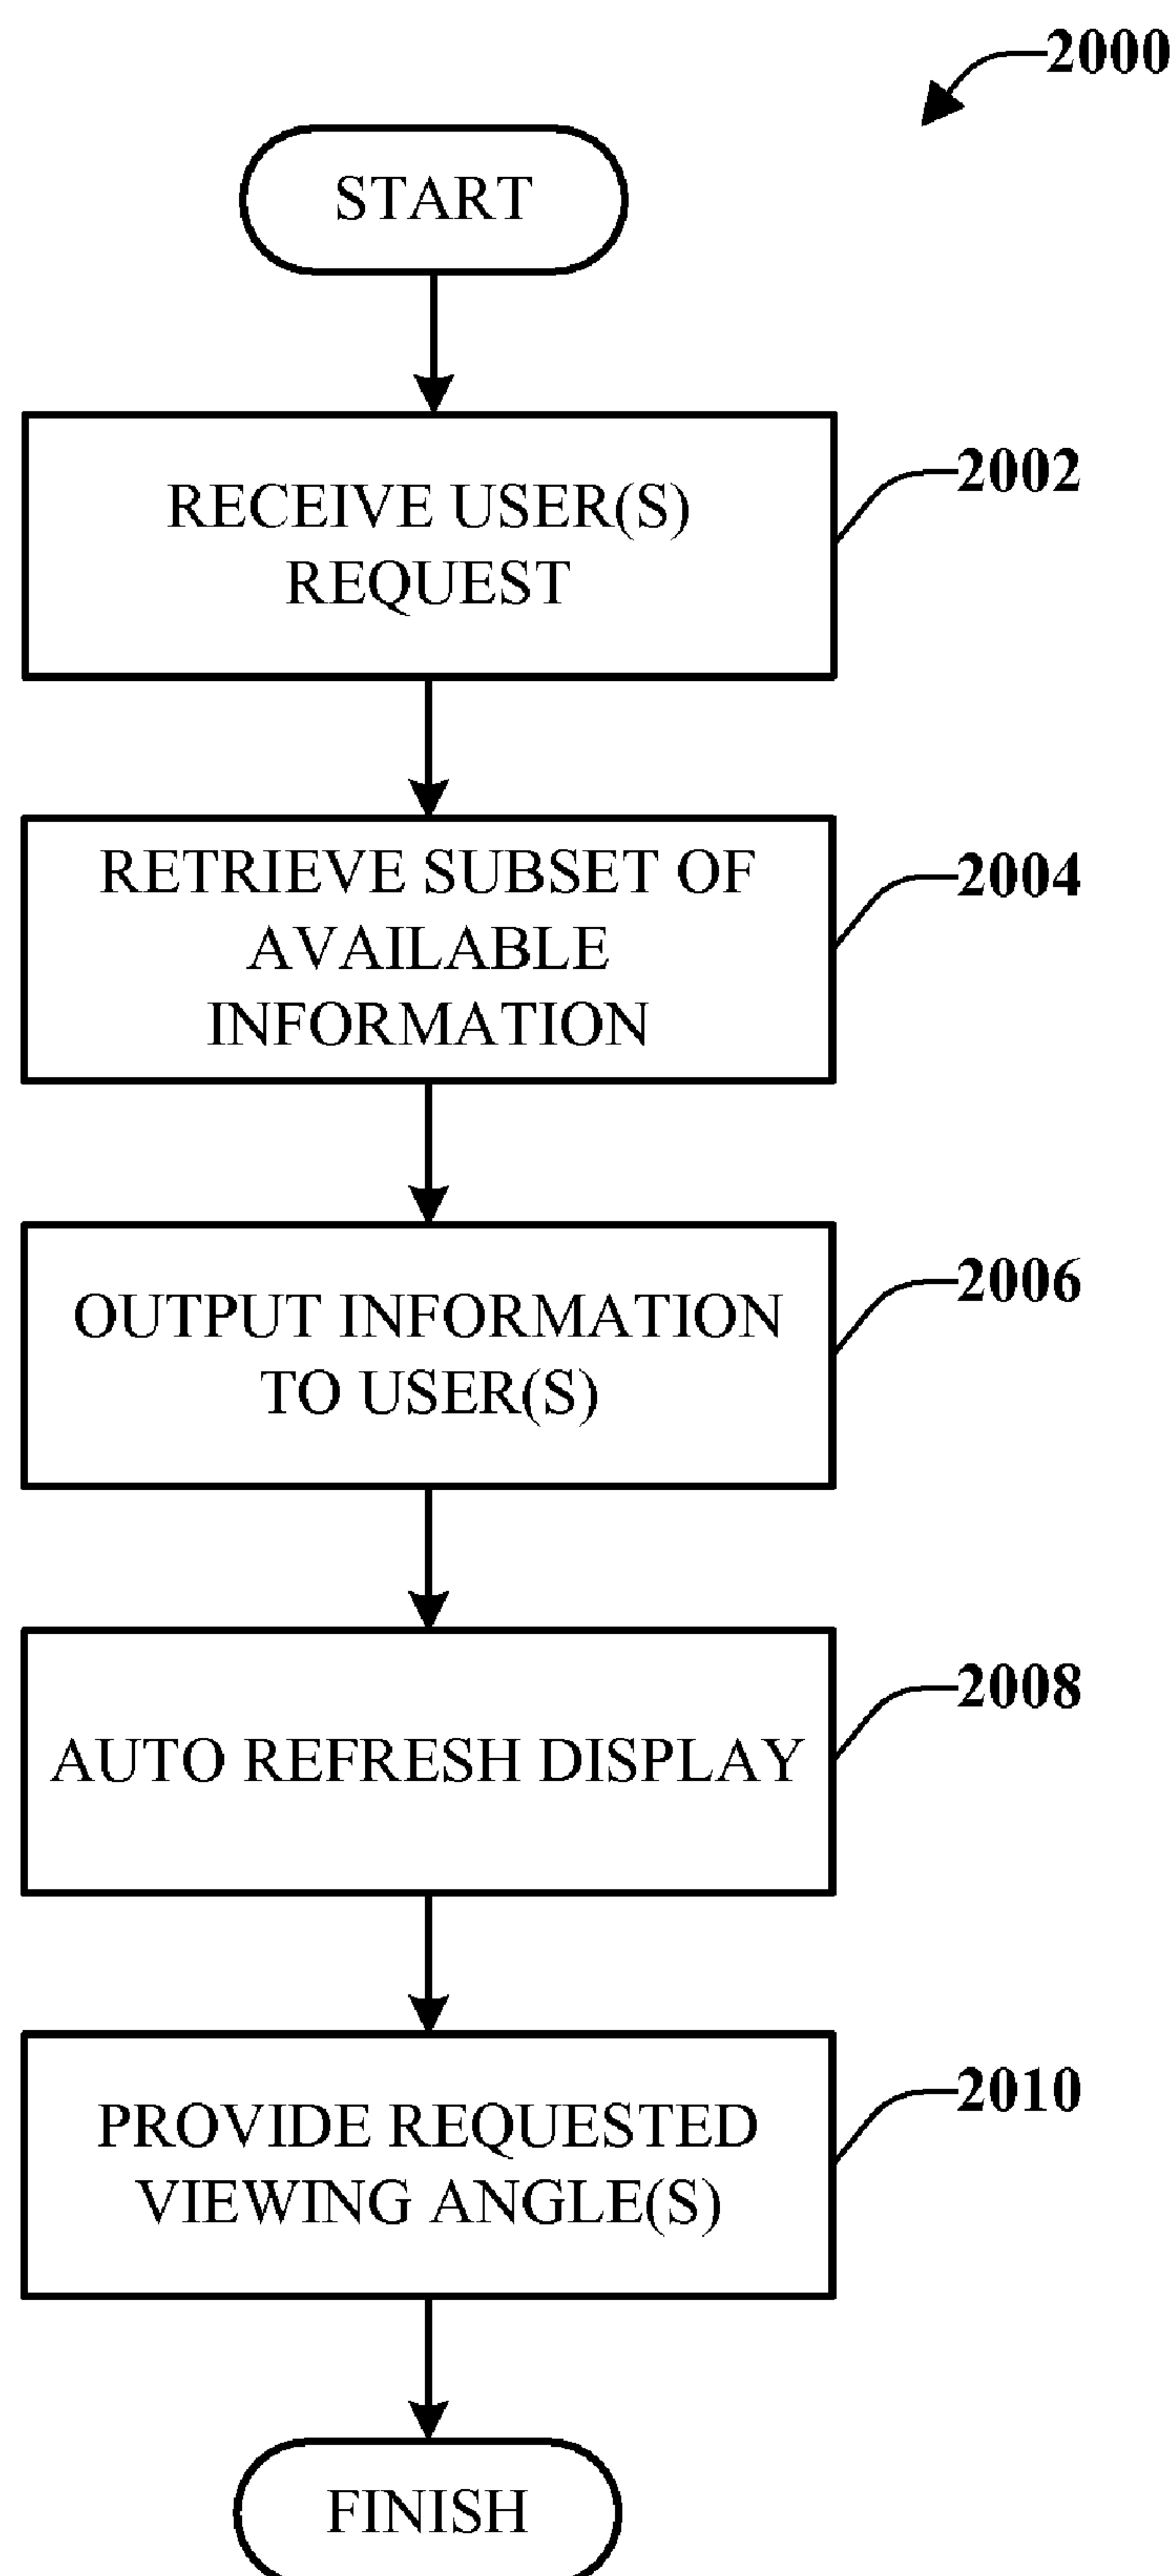 2000
START
RECEIVE USER(S)
REQUEST
2002
RETRIEVE SUBSET OF
AVAILABLE
INFORMATION
2004
OUTPUT INFORMATION
TO USER(S)
2006
AUTO REFRESH DISPLAY
2008
PROVIDE REQUESTED
VIEWING ANGLE(S)
2010
FINISH